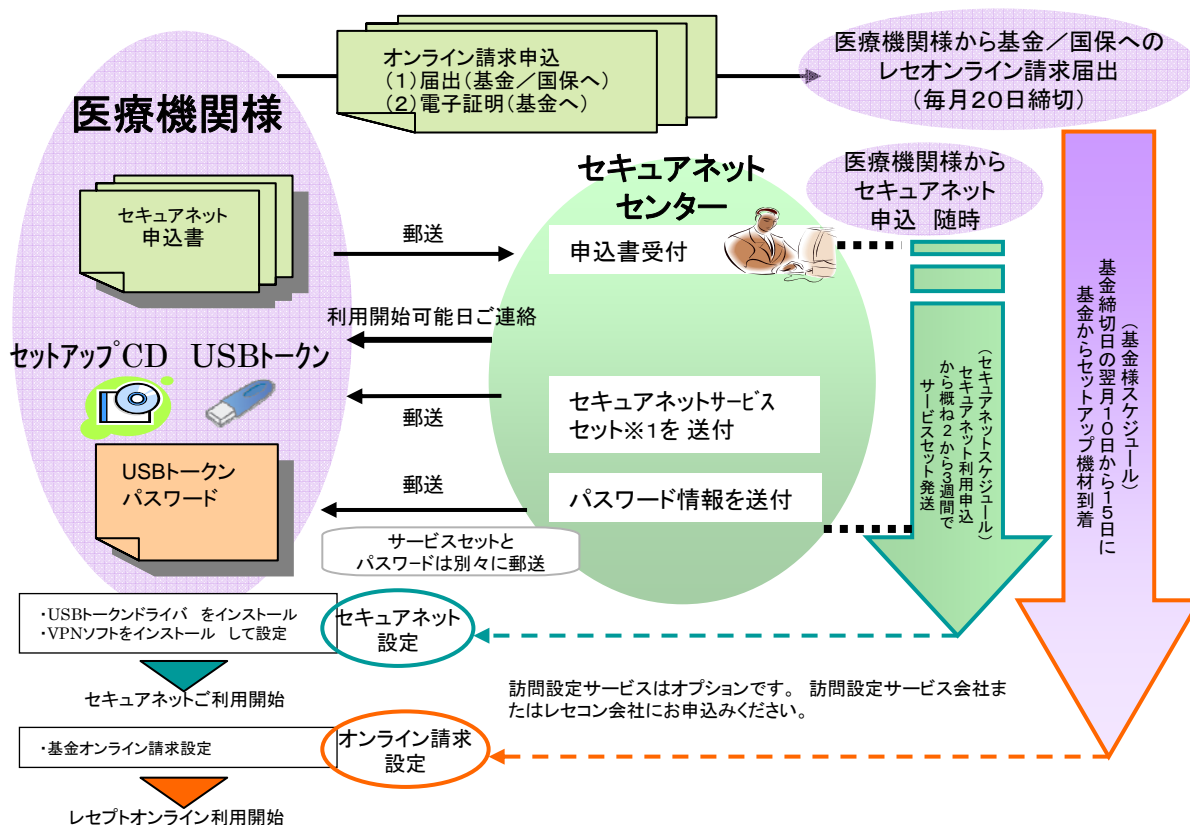 オンライン請求申込
(1)届出(基金/国保へ)
(2)電子証明(基金へ)
医療機関様から基金/国保への
レセオンライン請求届出
(毎月20日締切)
医療機関様
セキュアネット
申込書
郵送
セキュアネット
センター
申込書受付
医療機関様から
セキュアネット
申込 随時
利用開始可能日ご連絡
セットアップCD USBトークン
郵送
セキュアネットサービス
セット※1を 送付
USBトークン
パスワード
郵送
パスワード情報を送付
サービスセットと
パスワードは別々に郵送
(セキュアネットスケジュール)
セキュアネット利用申込
から概ね2から3週間で
サービスセット発送
(基金様スケジュール)
基金締切日の翌月10日から15日に
基金からセットアップ機材到着
・USBトークンドライバ をインストール
・VPNソフトをインストール して設定
セキュアネット
設定
セキュアネットご利用開始
訪問設定サービスはオプションです。 訪問設定サービス会社ま
たはレセコン会社にお申込みください。
・基金オンライン請求設定
オンライン請求
設定
レセプトオンライン利用開始